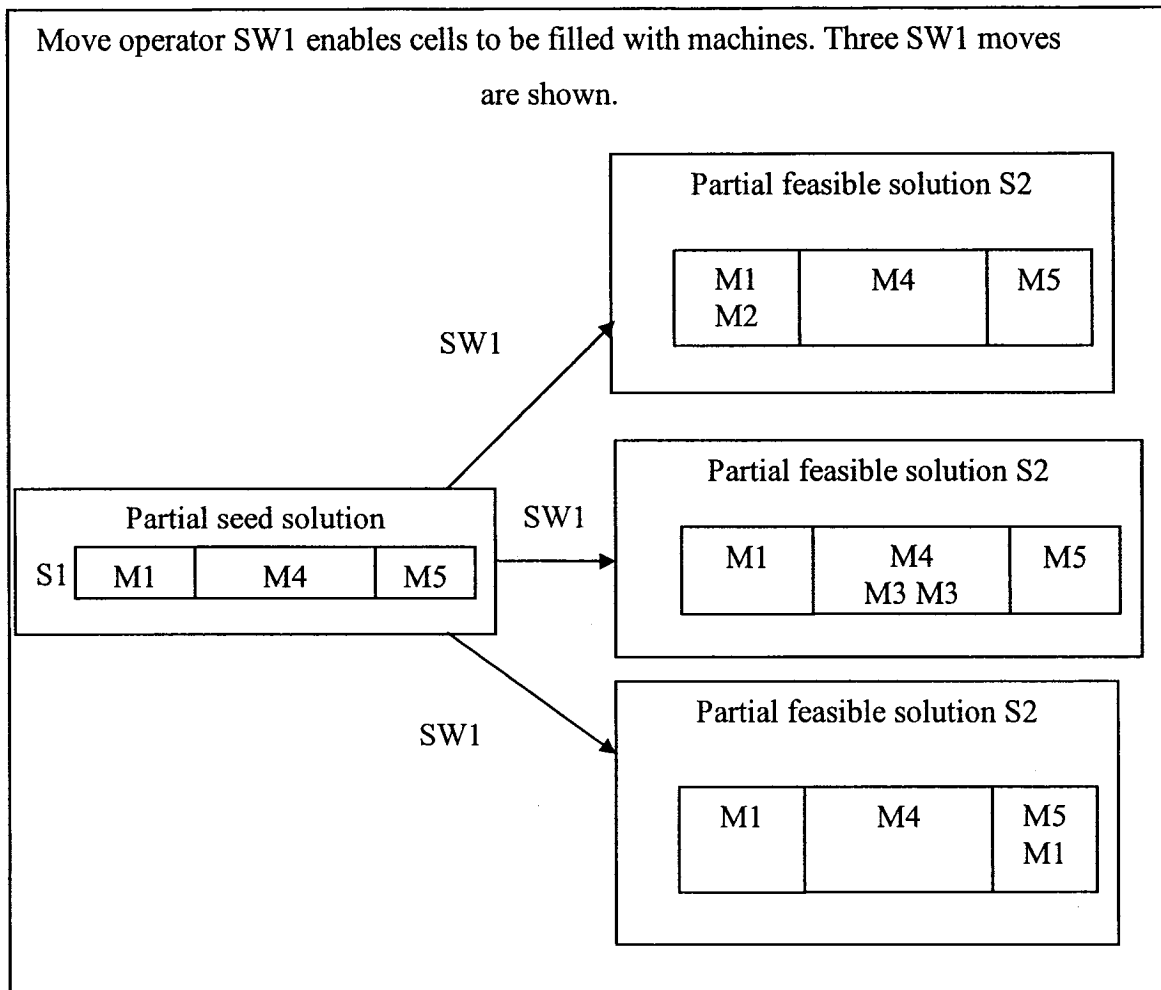 Move operator SW1 enables cells to be filled with machines. Three SW1 moves
are shown.
Partial feasible solution S2
M1 M4 M5
M2
SW1
Partial feasible solution S2
M1 M4 M5
M3 M3
SW1
Partial seed solution
S1 M1 M4 M5
SW1
Partial feasible solution S2
M1 M4 M5
M1